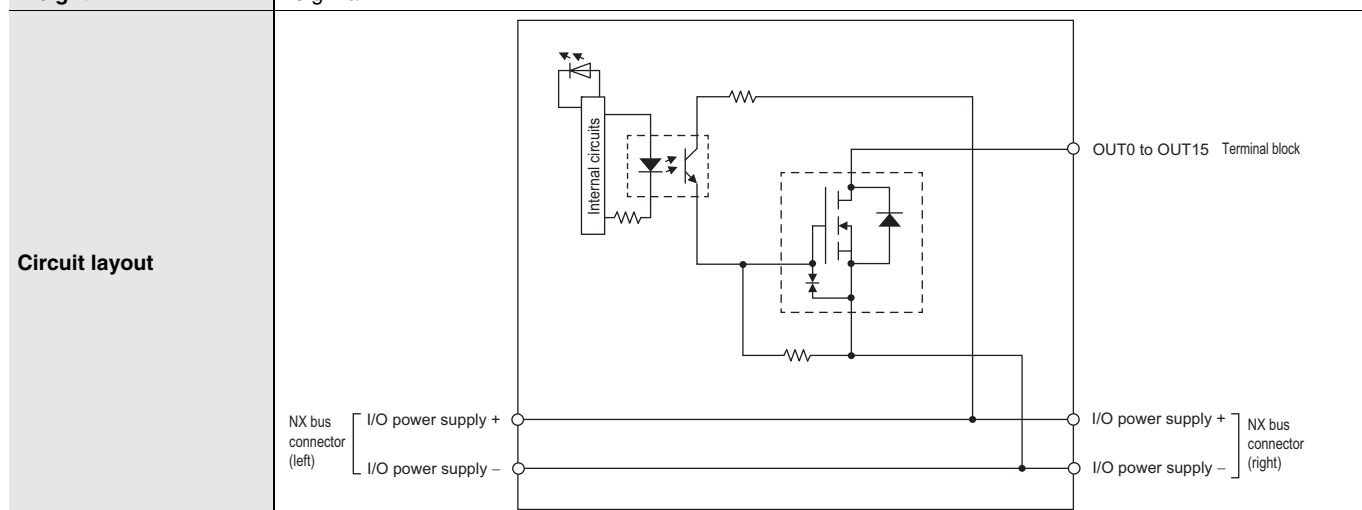 Circuit layout
Internal circuits
OUT0 to OUT15 Terminal block
NX bus
connector
(left)
I/O power supply +
I/O power supply −
I/O power supply +
I/O power supply −
NX bus
connector
(right)